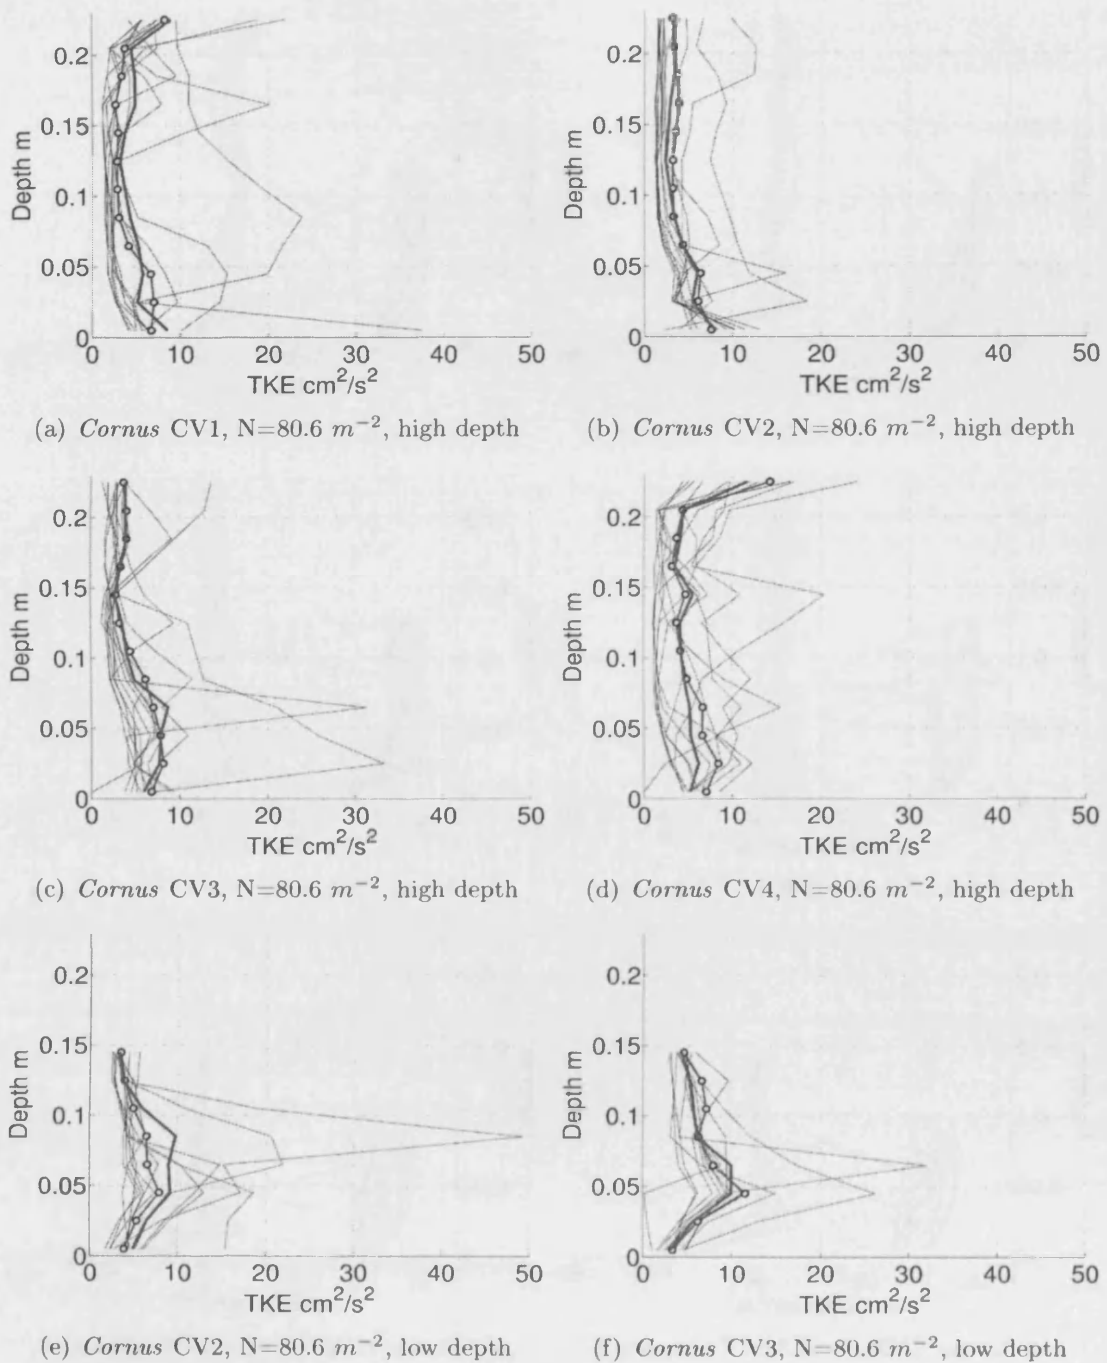 0.2
0.15
0.1
0.05
0
Depth m
0 10 20 30 40 50
TKE cm²/s²
(a) Cornus CV1, N=80.6 m⁻², high depth
0.2
0.15
0.1
0.05
0
Depth m
0 10 20 30 40 50
TKE cm²/s²
(b) Cornus CV2, N=80.6 m⁻², high depth
0.2
0.15
0.1
0.05
0
Depth m
0 10 20 30 40 50
TKE cm²/s²
(c) Cornus CV3, N=80.6 m⁻², high depth
0.2
0.15
0.1
0.05
0
Depth m
0 10 20 30 40 50
TKE cm²/s²
(d) Cornus CV4, N=80.6 m⁻², high depth
0.2
0.15
0.1
0.05
0
Depth m
0 10 20 30 40 50
TKE cm²/s²
(e) Cornus CV2, N=80.6 m⁻², low depth
0.2
0.15
0.1
0.05
0
Depth m
0 10 20 30 40 50
TKE cm²/s²
(f) Cornus CV3, N=80.6 m⁻², low depth